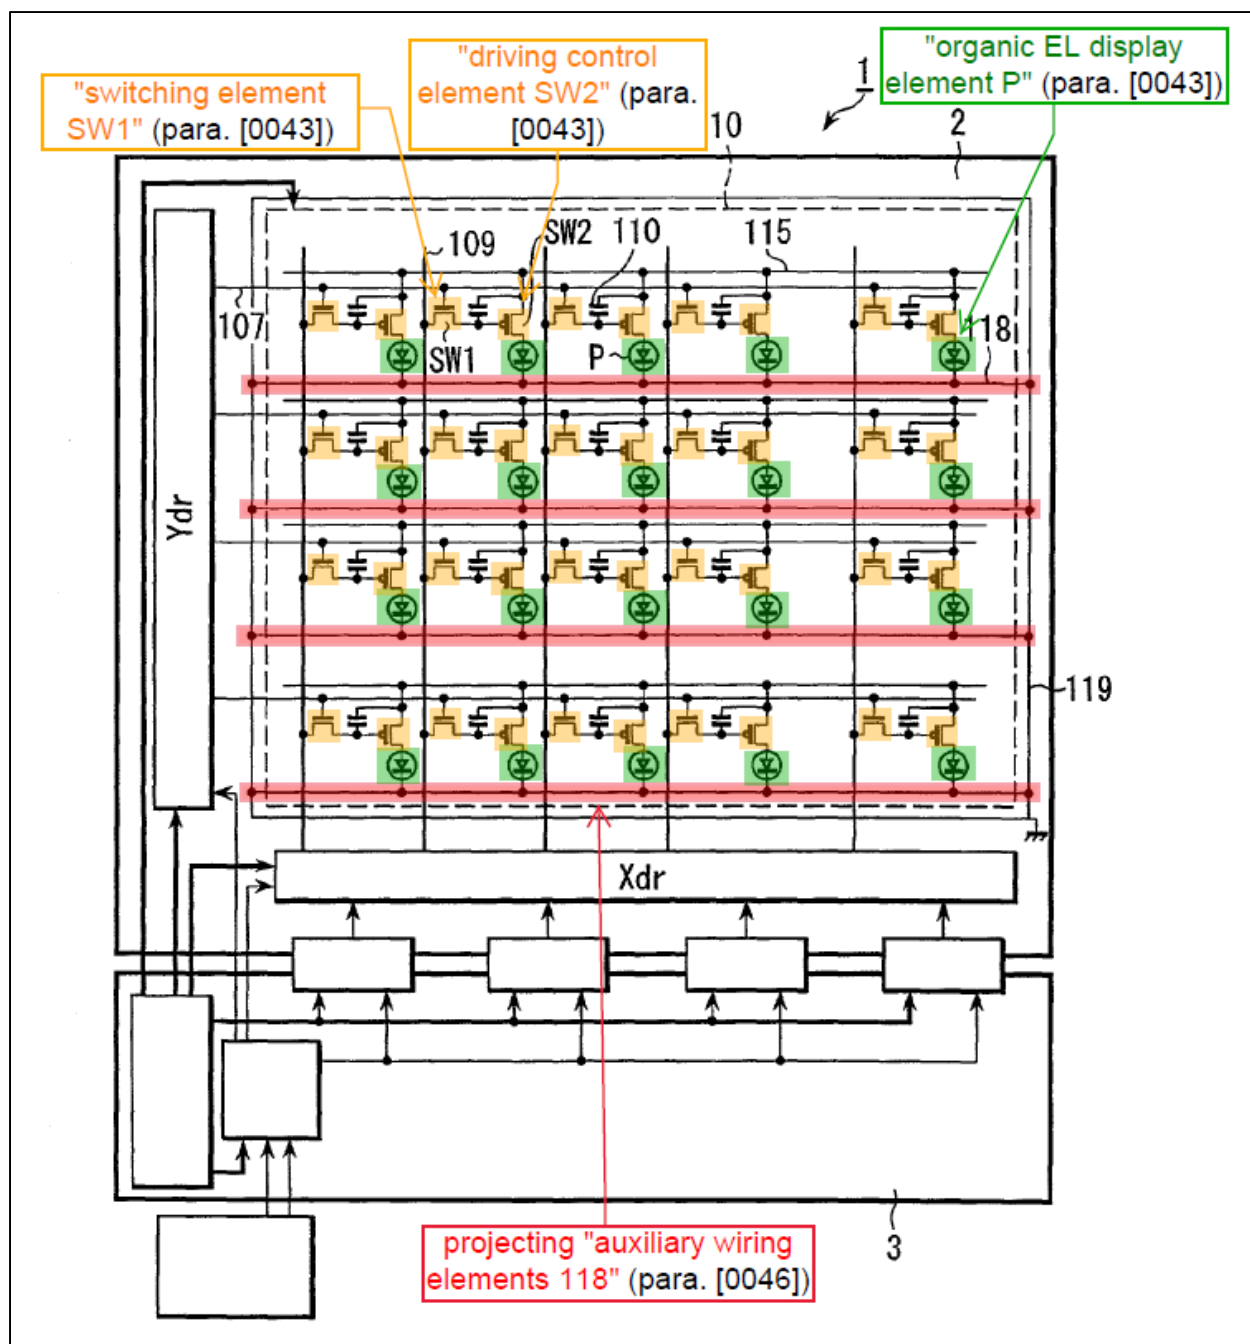 "switching element
SW1" (para. [0043])
"driving control
element SW2" (para.
[0043])
"organic EL display
element P" (para. [0043])
1
2
10
109
SW2
110
115
107
SW1
P
18
Ydr
119
Xdr
3
projecting "auxiliary wiring
elements 118" (para. [0046])